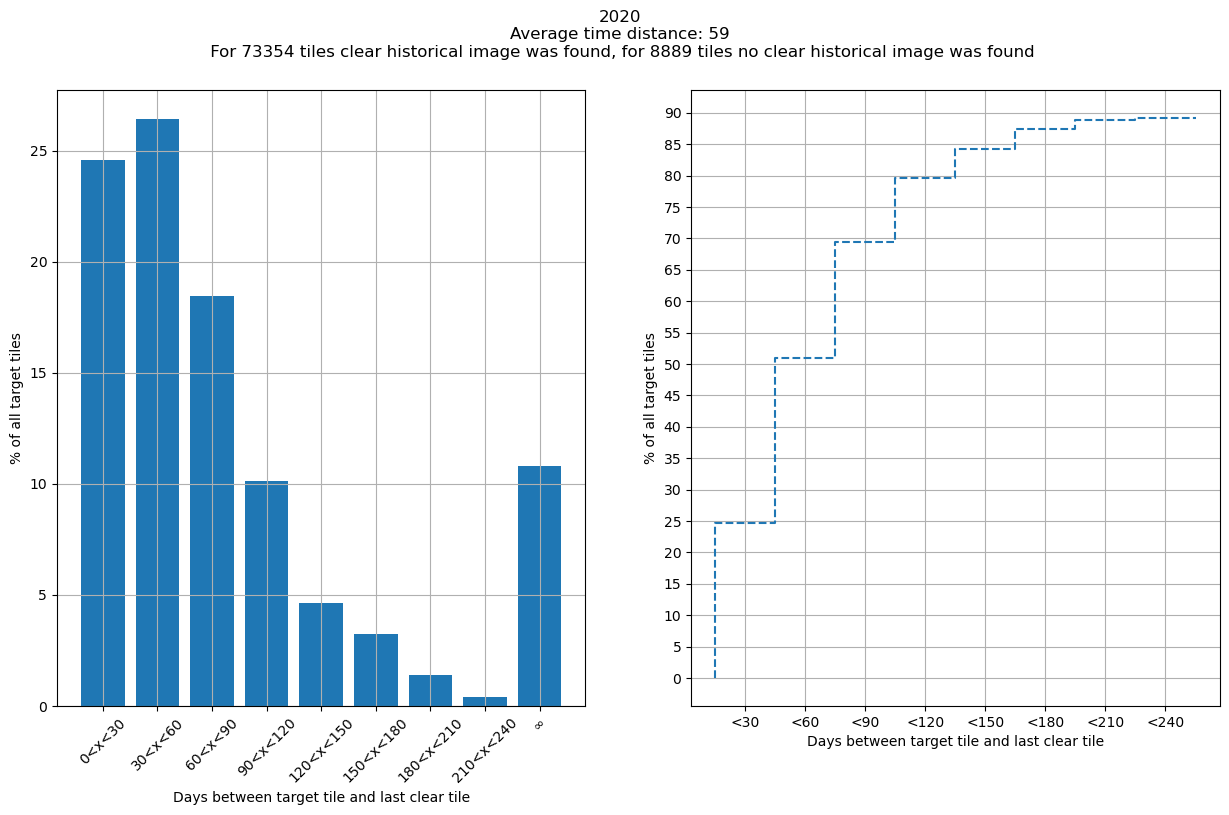 2020
Average time distance: 59
For 73354 tiles clear historical image was found, for 8889 tiles no clear historical image was found
% of all target tiles
25
20
15
10
5
0
0<x<30
30<x<60
60<x<90
90<x<120
120<x<150
150<x<180
180<x<210
210<x<240
∞
Days between target tile and last clear tile
% of all target tiles
90
85
80
75
70
65
60
55
50
45
40
35
30
25
20
15
10
5
0
<30
<60
<90
<120
<150
<180
<210
<240
Days between target tile and last clear tile